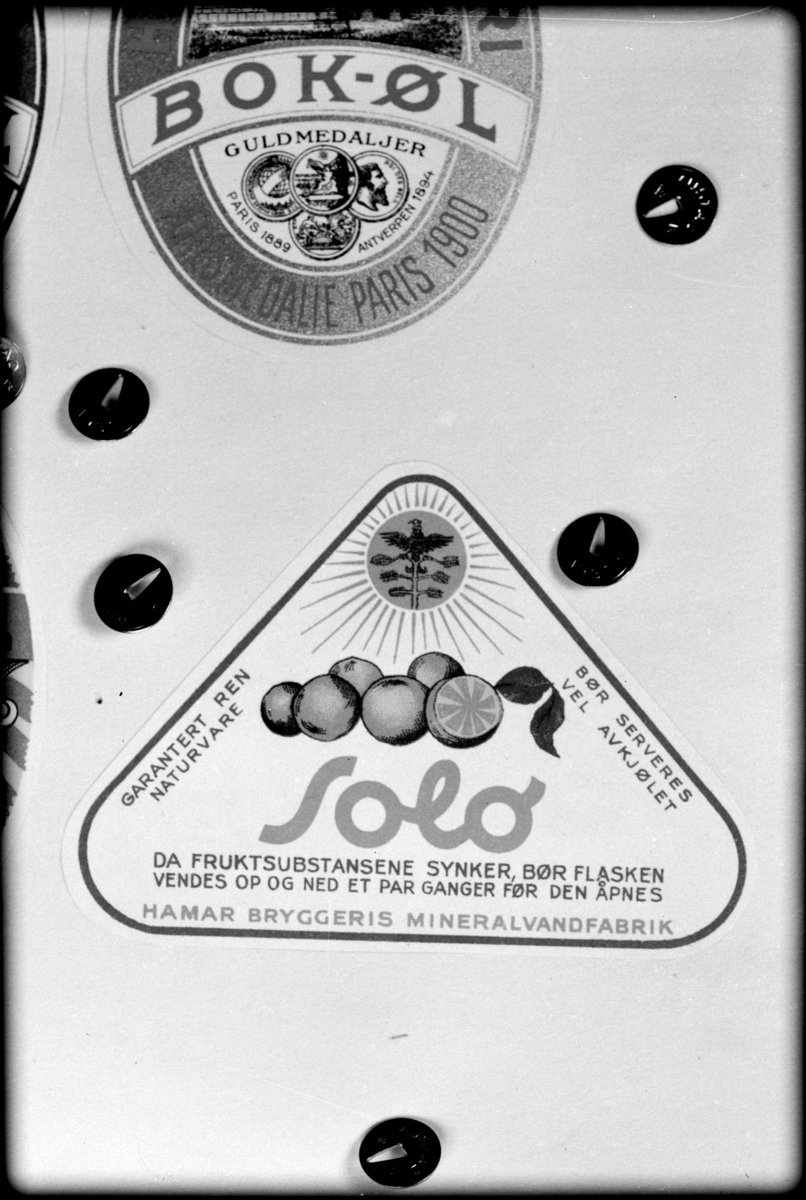 BOK-ØL
GULDMEDALJER
PARIS 1889
ANTVERPEN 1894
PARIS 1900
GARANTERT REN
NATURVARE
BØR SERVERES
VEL AVKJØLET
Solo
DA FRUKTSUBSTANSENE SYNKER, BØR FLASKEN
VENDES OP OG NED ET PAR GANGER FØR DEN ÅPNES
HAMAR BRYGGERIS MINERALVANDFABRIK